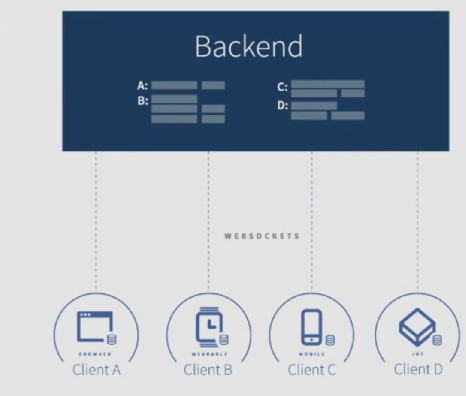 Backend
A:
B:
C:
D:
WEBSOCKETS
BROWSER
WEARABLE
MOBILE
IOT
Client A
Client B
Client C
Client D